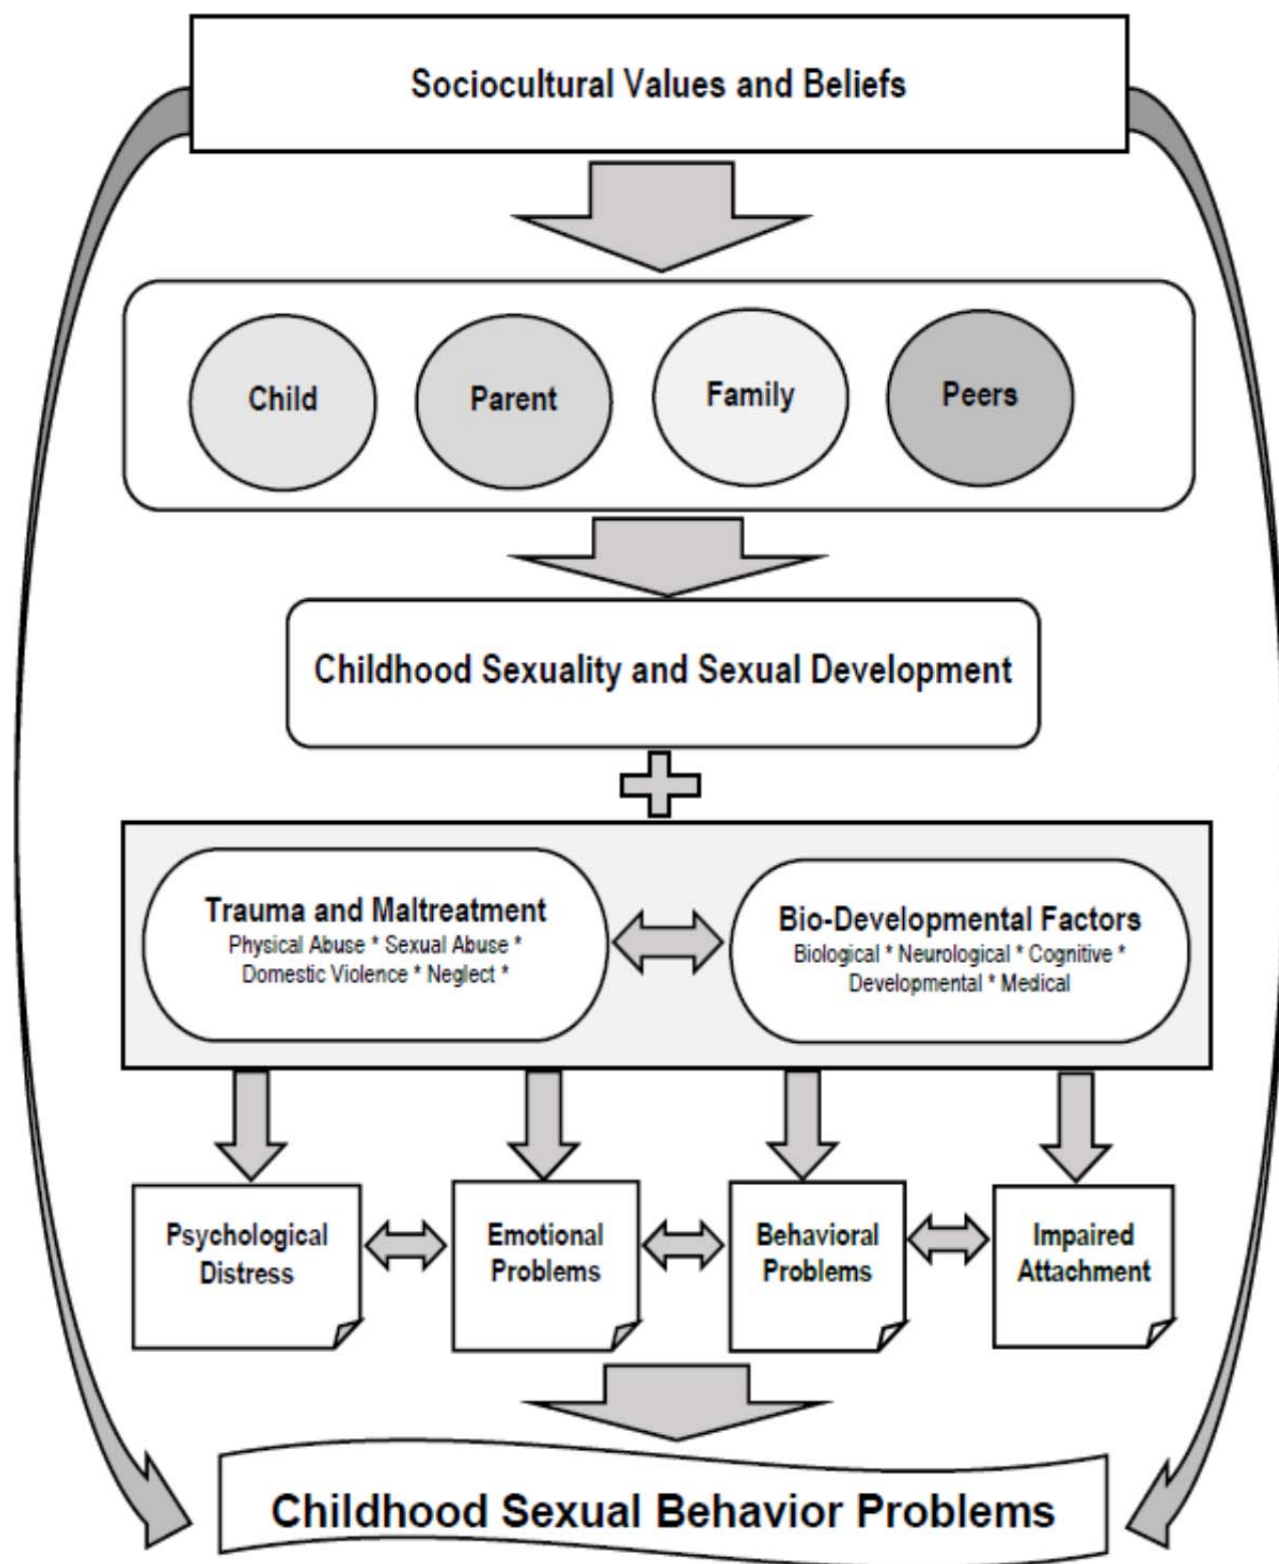 Sociocultural Values and Beliefs
Child
Parent
Family
Peers
Childhood Sexuality and Sexual Development
Trauma and Maltreatment
Physical Abuse * Sexual Abuse *
Domestic Violence * Neglect *
Bio-Developmental Factors
Biological * Neurological * Cognitive *
Developmental * Medical
Psychological
Distress
Emotional
Problems
Behavioral
Problems
Impaired
Attachment
Childhood Sexual Behavior Problems